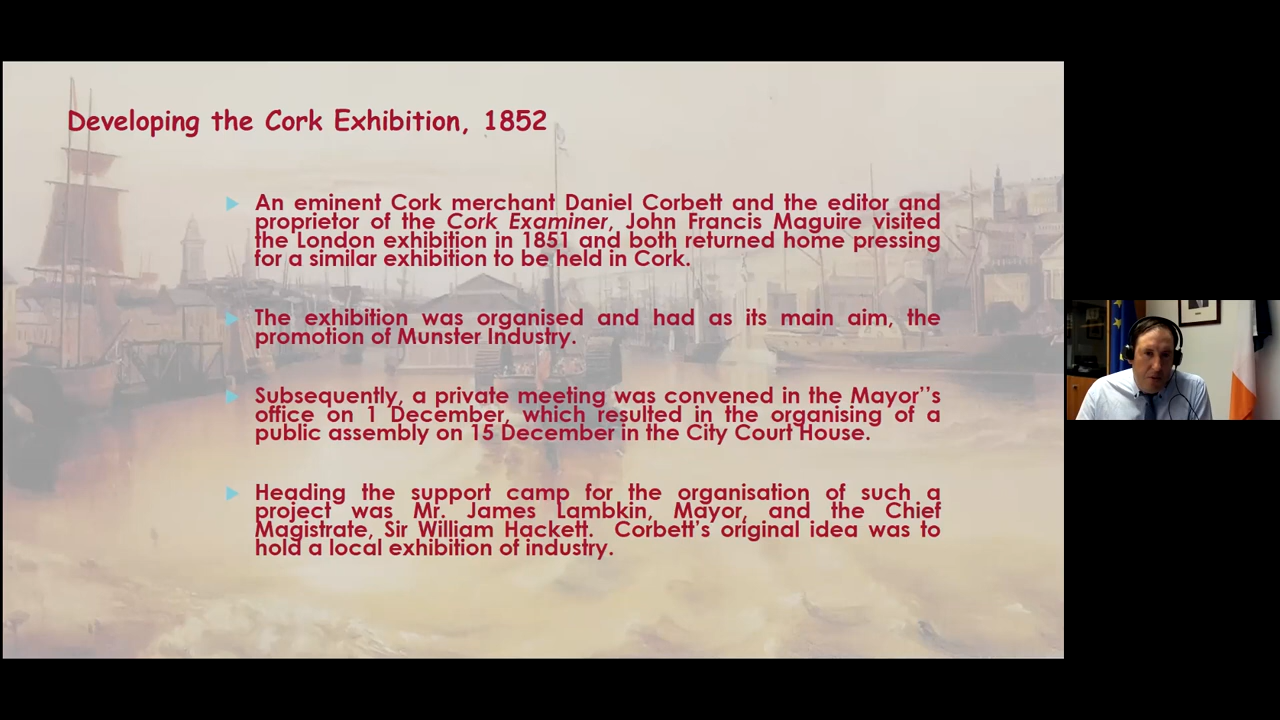 Developing the Cork Exhibition, 1852
An eminent Cork merchant Daniel Corbett and the editor and
proprietor of the Cork Examiner, John Francis Maguire visited
the London exhibition in 1851 and both returned home pressing
for a similar exhibition to be held in Cork.
The exhibition was organised and had as its main aim, the
promotion of Munster Industry.
Subsequently, a private meeting was convened in the Mayor’’s
office on 1 December, which resulted in the organising of a
public assembly on 15 December in the City Court House.
Heading the support camp for the organisation of such a
project was Mr. James Lambkin, Mayor, and the Chief
Magistrate, Sir William Hackett. Corbett’s original idea was to
hold a local exhibition of industry.